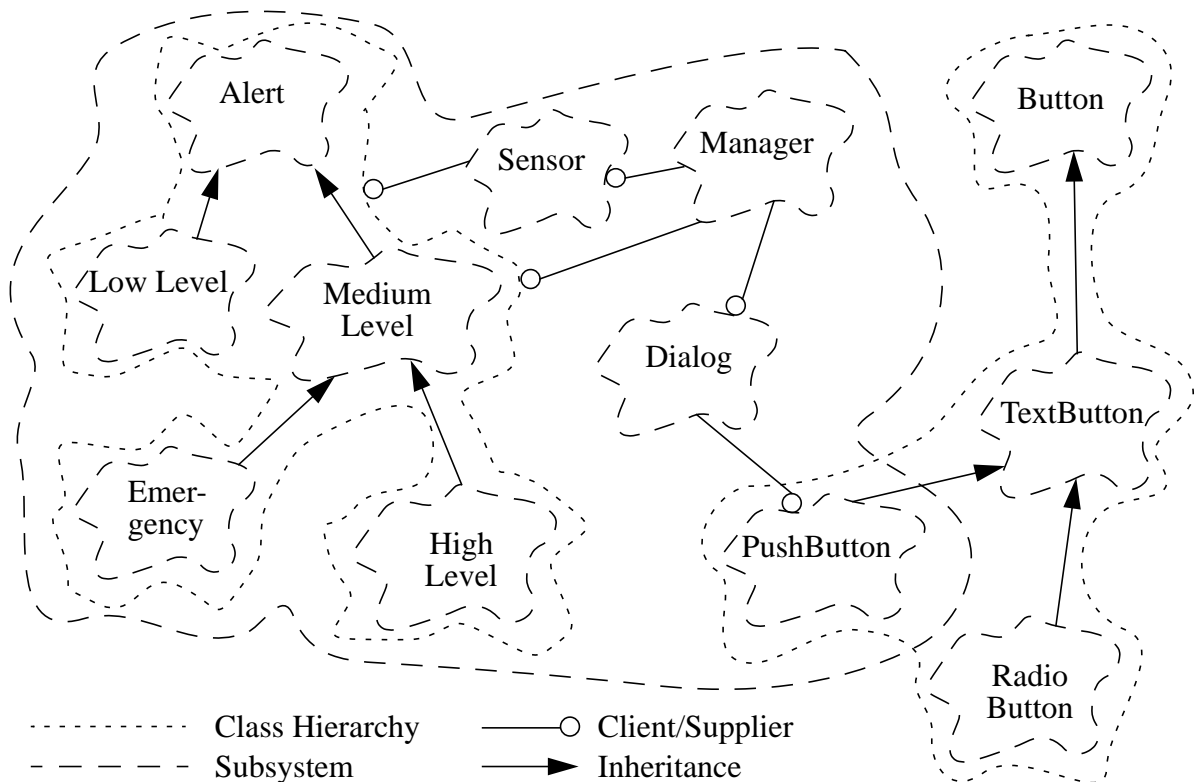 Alert
Sensor
Manager
Button
Low Level
Medium
Level
Dialog
TextButton
Emer-
gency
High
Level
PushButton
Radio
Button
Class Hierarchy
Client/Supplier
Subsystem
Inheritance